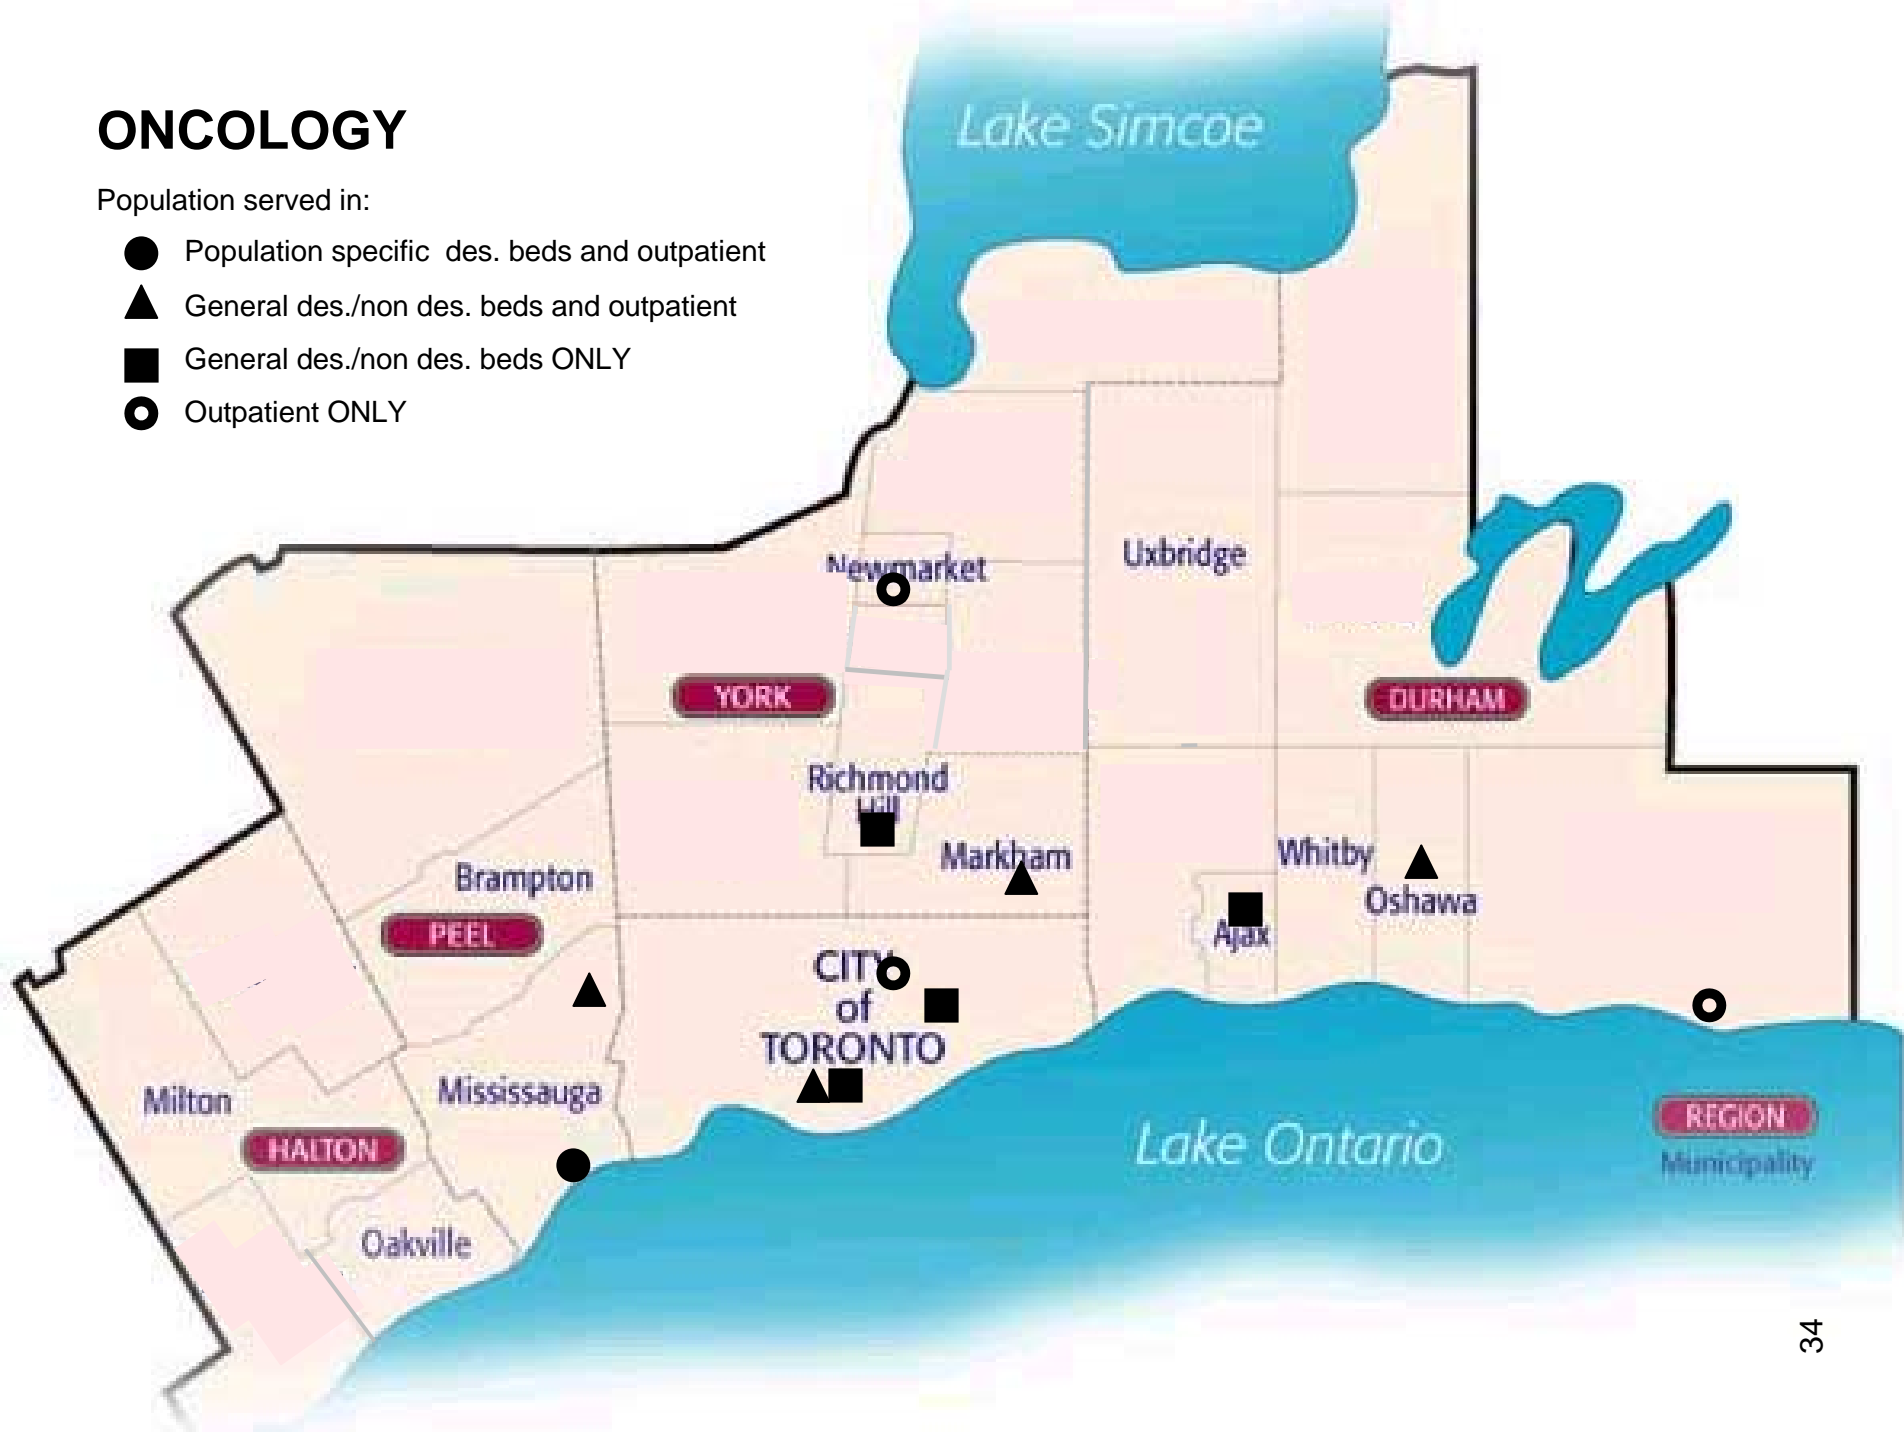 ONCOLOGY
Population served in:
Population specific  des. beds and outpatient
General des./non des. beds and outpatient
General des./non des. beds ONLY
Outpatient ONLY
Lake Simcoe
Newmarket
Uxbridge
YORK
DURHAM
Richmond
Hill
Markham
Whitby
Oshawa
Ajax
Brampton
PEEL
CITY
of
TORONTO
Milton
Mississauga
HALTON
Oakville
Lake Ontario
REGION
Municipality
34